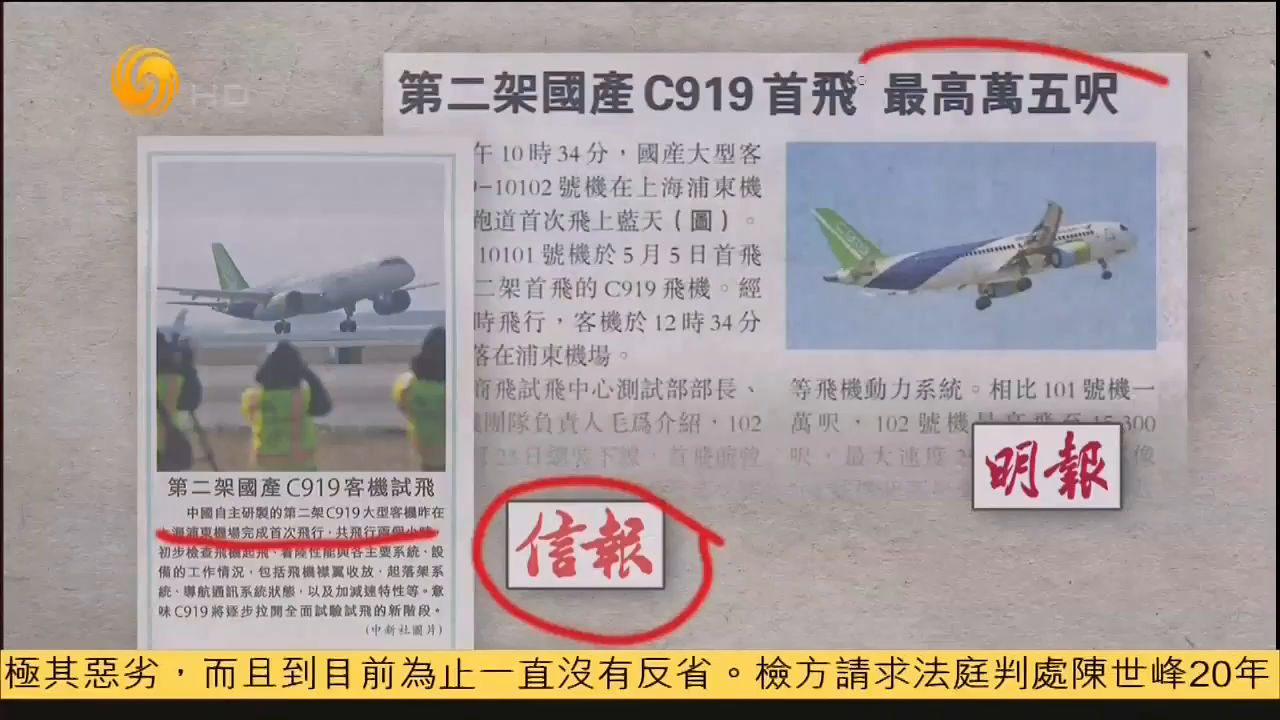 HD
第二架國產C919首飛 最高萬五呎
午10時34分，國產大型客
-10102號機在上海浦東機
跑道首次飛上藍天（圖）。
10101號機於5月5日首飛
二架首飛的C919飛機。經
時飛行，客機於12時34分
落在浦東機場。
商飛試飛中心測試部部長、
團隊負責人毛爲介紹，102
等飛機動力系統。相比101號機一
萬呎，102號機最高飛至15,300
呎，最大速度
明報
信報
第二架國產C919客機試飛
中國自主研製的第二架C919大型客機昨在
上海浦東機場完成首次飛行，共飛行兩個小時，
初步檢查飛機起飛、着陸性能與各主要系統、設
備的工作情況，包括飛機襟翼收放，起落架系
統、導航通訊系統狀態，以及加減速特性等。意
味C919將逐步拉開全面試驗試飛的新階段。
（中新社圖片）
極其惡劣，而且到目前為止一直沒有反省。檢方請求法庭判處陳世峰20年